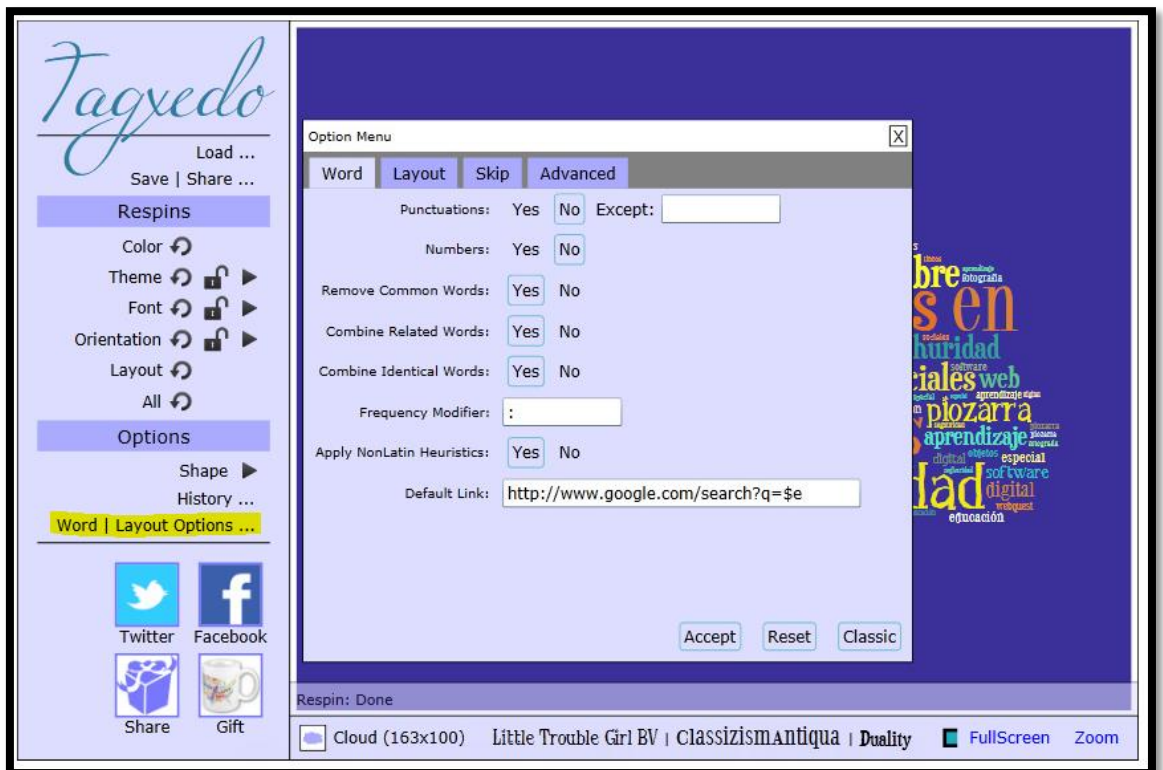 Tagxedo
Load ...
Save | Share ...
Respins
Color
Theme
Font
Orientation
Layout
All
Options
Shape
History ...
Word | Layout Options ...
Twitter Facebook
Share Gift
Option Menu X
Word Layout Skip Advanced
Punctuations: Yes No Except:
Numbers: Yes No
Remove Common Words: Yes No
Combine Related Words: Yes No
Combine Identical Words: Yes No
Frequency Modifier: :
Apply NonLatin Heuristics: Yes No
Default Link: http://www.google.com/search?q=$e
Accept Reset Classic
bre
fotografía
s en
huridad
software
iales web
aprendizaje
plozarra
aprendizaje
digital objetos especial
software
dad digital
webquest
educación
Respin: Done
Cloud (163x100) Little Trouble Girl BV | ClassizismAntiqua | Duality FullScreen Zoom